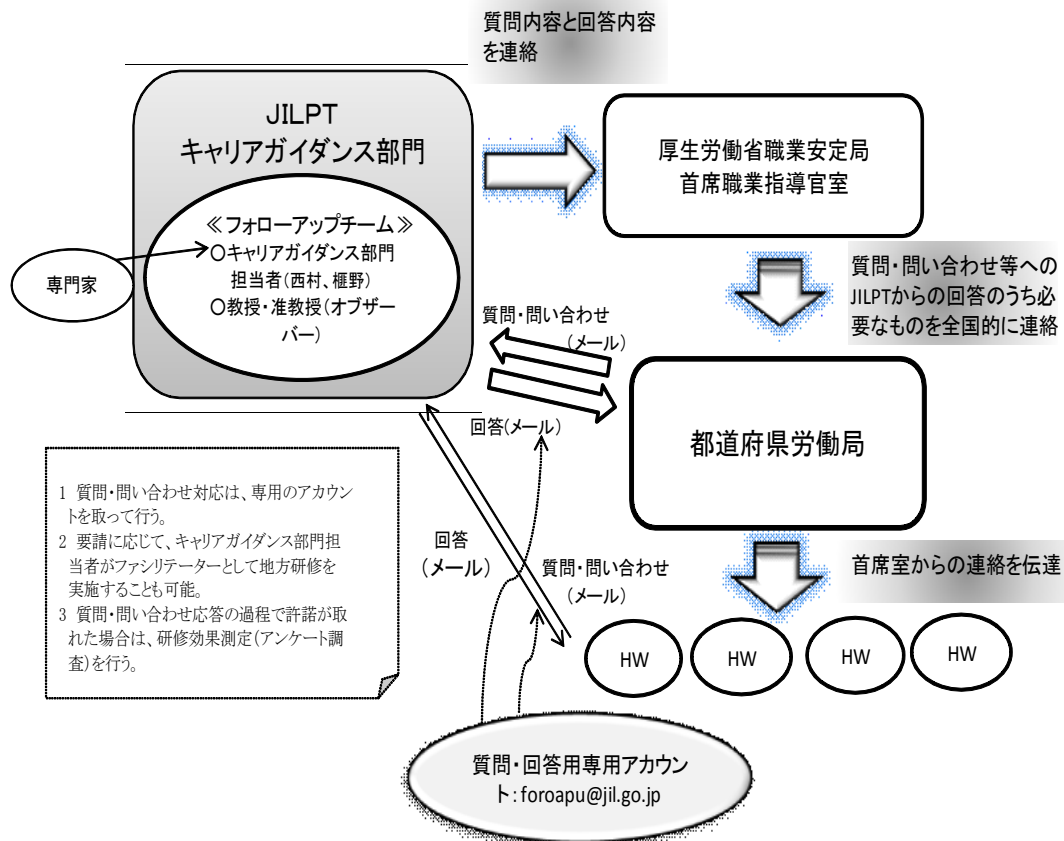 質問内容と回答内容
を連絡
JILPT
キャリアガイダンス部門
≪フォローアップチーム≫
○キャリアガイダンス部門
担当者(西村、榧野)
○教授・准教授(オブザー
バー)
専門家
厚生労働省職業安定局
首席職業指導官室
質問・問い合わせ等への
JILPTからの回答のうち必
要なものを全国的に連絡
質問・問い合わせ
(メール)
回答(メール)
都道府県労働局
1 質問・問い合わせ対応は、専用のアカウン
トを取って行う。
2 要請に応じて、キャリアガイダンス部門担
当者がファシリテーターとして地方研修を
実施することも可能。
3 質問・問い合わせ応答の過程で許諾が取
れた場合は、研修効果測定(アンケート調
査)を行う。
回答
(メール)
質問・問い合わせ
(メール)
首席室からの連絡を伝達
HW
HW
HW
HW
質問・回答用専用アカウン
ト:foroapu@jil.go.jp